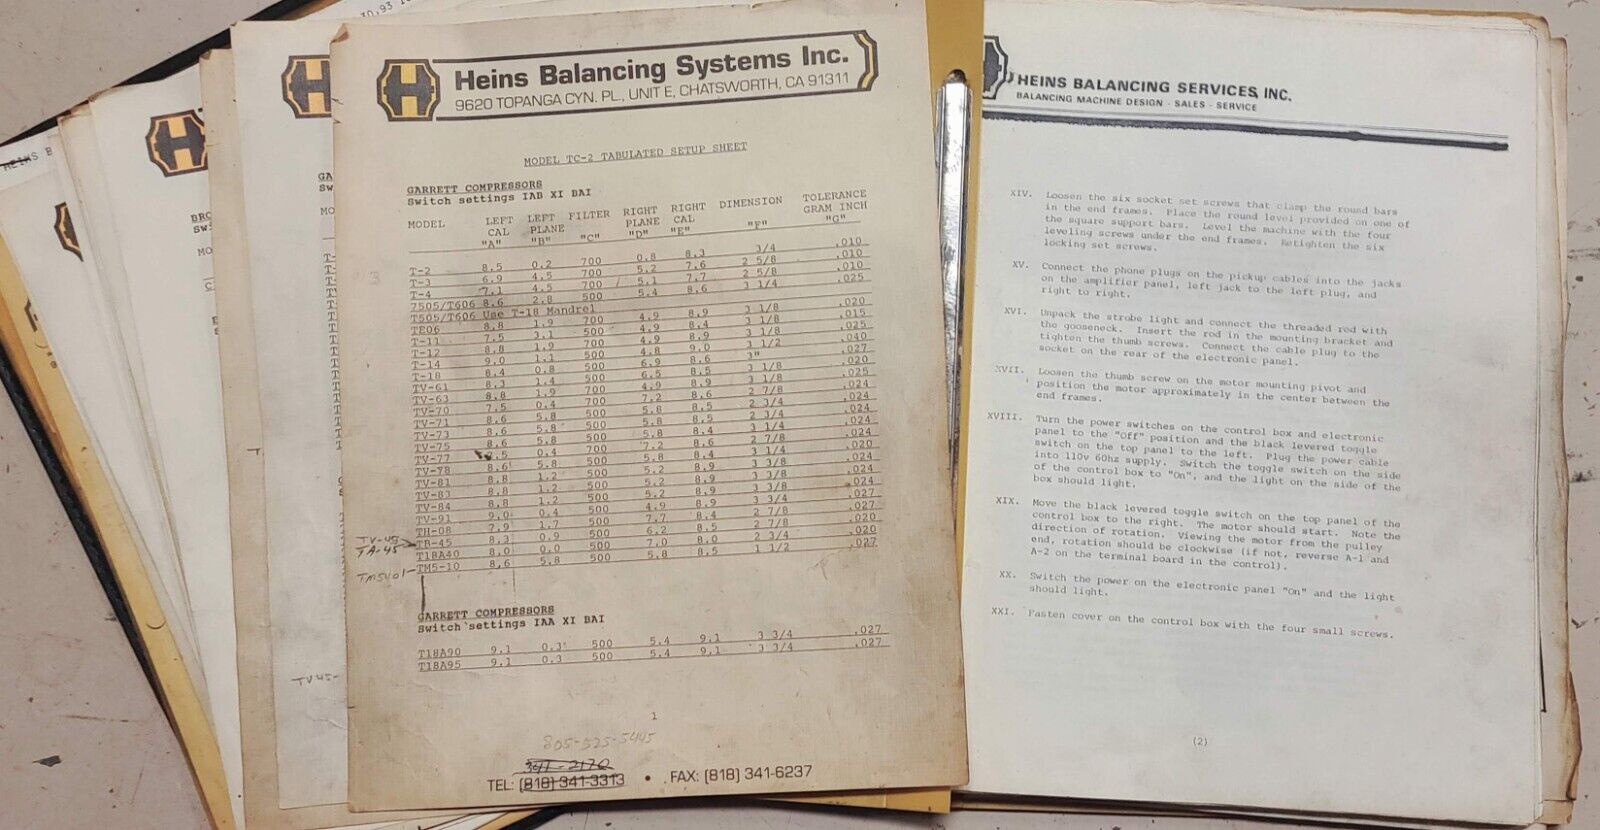 Heins Balancing Systems Inc.
9620 TOPANGA CYN. PL., UNIT E, CHATSWORTH, CA 91311
MODEL TC-2 TABULATED SETUP SHEET
GARRETT COMPRESSORS
Switch settings IAB XI BAI
MODEL LEFT CAL "A" LEFT PLANE "B" FILTER "C" RIGHT PLANE "D" RIGHT CAL "E" DIMENSION "F" TOLERANCE GRAM INCH "G"
T-2 8.5 0.2 700 0.8 8.3 3/4 .010
T-3 6.9 4.5 700 5.2 7.6 2 5/8 .010
T-4 7.1 4.5 700 5.1 7.7 2 5/8 .010
7505/T606 8.6 2.8 500 5.4 8.6 3 1/4 .025
T505/T606 Use T-18 Mandrel
TE06 8.8 1.9 700 4.9 8.9 3 1/8 .020
T-11 7.5 3.1 500 4.9 8.4 3 1/8 .015
T-12 8.8 1.9 700 4.9 8.9 3 1/8 .025
T-14 9.0 1.1 500 4.8 9.0 3 1/2 .040
T-18 8.4 0.8 500 6.9 8.6 3" .027
TV-61 8.3 1.4 500 6.5 8.5 3 1/8 .020
TV-63 8.8 1.9 700 4.9 8.9 3 1/8 .025
TV-70 7.5 0.4 700 7.2 8.6 2 7/8 .024
TV-71 8.6 5.8 500 5.8 8.5 2 3/4 .024
TV-73 8.6 5.8 500 5.8 8.5 2 3/4 .024
TV-75 8.6 5.8 500 5.8 8.4 3 1/4 .024
TV-77 .5 0.4 700 7.2 8.6 2 7/8 .024
TV-78 8.6 5.8 500 5.8 8.4 3 1/4 .020
TV-81 8.8 1.2 500 5.2 8.9 3 3/8 .024
TV-83 8.8 1.2 500 5.2 8.9 3 3/8 .024
TV-84 8.8 1.2 500 5.2 8.9 3 3/8 .024
TV-91 9.0 0.4 500 4.9 8.9 3 3/4 .027
TH-08 7.9 1.7 500 7.7 8.4 2 7/8
TV-45
TA-45
TR-45 8.3 0.9 500 6.2 8.5 2 7/8 .020
T18A40 8.0 0.0 500 7.0 8.0 2 3/4 .020
TM5401
TM5-10 8.6 5.8 500 5.8 8.5 1 1/2 .027
GARRETT COMPRESSORS
Switch settings IAA XI BAI
T18A90 9.1 0.3 500 5.4 9.1 3 3/4 .027
T18A95 9.1 0.3 500 5.4 9.1 3 3/4 .027
1
805-525-5445
341-2170
TEL: (818) 341-3313 • FAX: (818) 341-6237
TV45-
HEINS BALANCING SERVICES, INC.
BALANCING MACHINE DESIGN - SALES - SERVICE
XIV. Loosen the six socket set screws that clamp the round bars
in the end frames. Place the round level provided on one of
the square support bars. Level the machine with the four
leveling screws under the end frames. Retighten the six
locking set screws.
XV. Connect the phone plugs on the pickup cables into the jacks
on the amplifier panel, left jack to the left plug, and
right to right.
XVI. Unpack the strobe light and connect the threaded rod with
the gooseneck. Insert the rod in the mounting bracket and
tighten the thumb screws. Connect the cable plug to the
socket on the rear of the electronic panel.
XVII. Loosen the thumb screw on the motor mounting pivot and
position the motor approximately in the center between the
end frames.
XVIII. Turn the power switches on the control box and electronic
panel to the "Off" position and the black levered toggle
switch on the top panel to the left. Plug the power cable
into 110v 60hz supply. Switch the toggle switch on the side
of the control box to "On", and the light on the side of the
box should light.
XIX. Move the black levered toggle switch on the top panel of the
control box to the right. The motor should start. Note the
direction of rotation. Viewing the motor from the pulley
end, rotation should be clockwise (if not, reverse A-1 and
A-2 on the terminal board in the control).
XX. Switch the power on the electronic panel "On" and the light
should light.
XXI. Fasten cover on the control box with the four small screws.
(2)